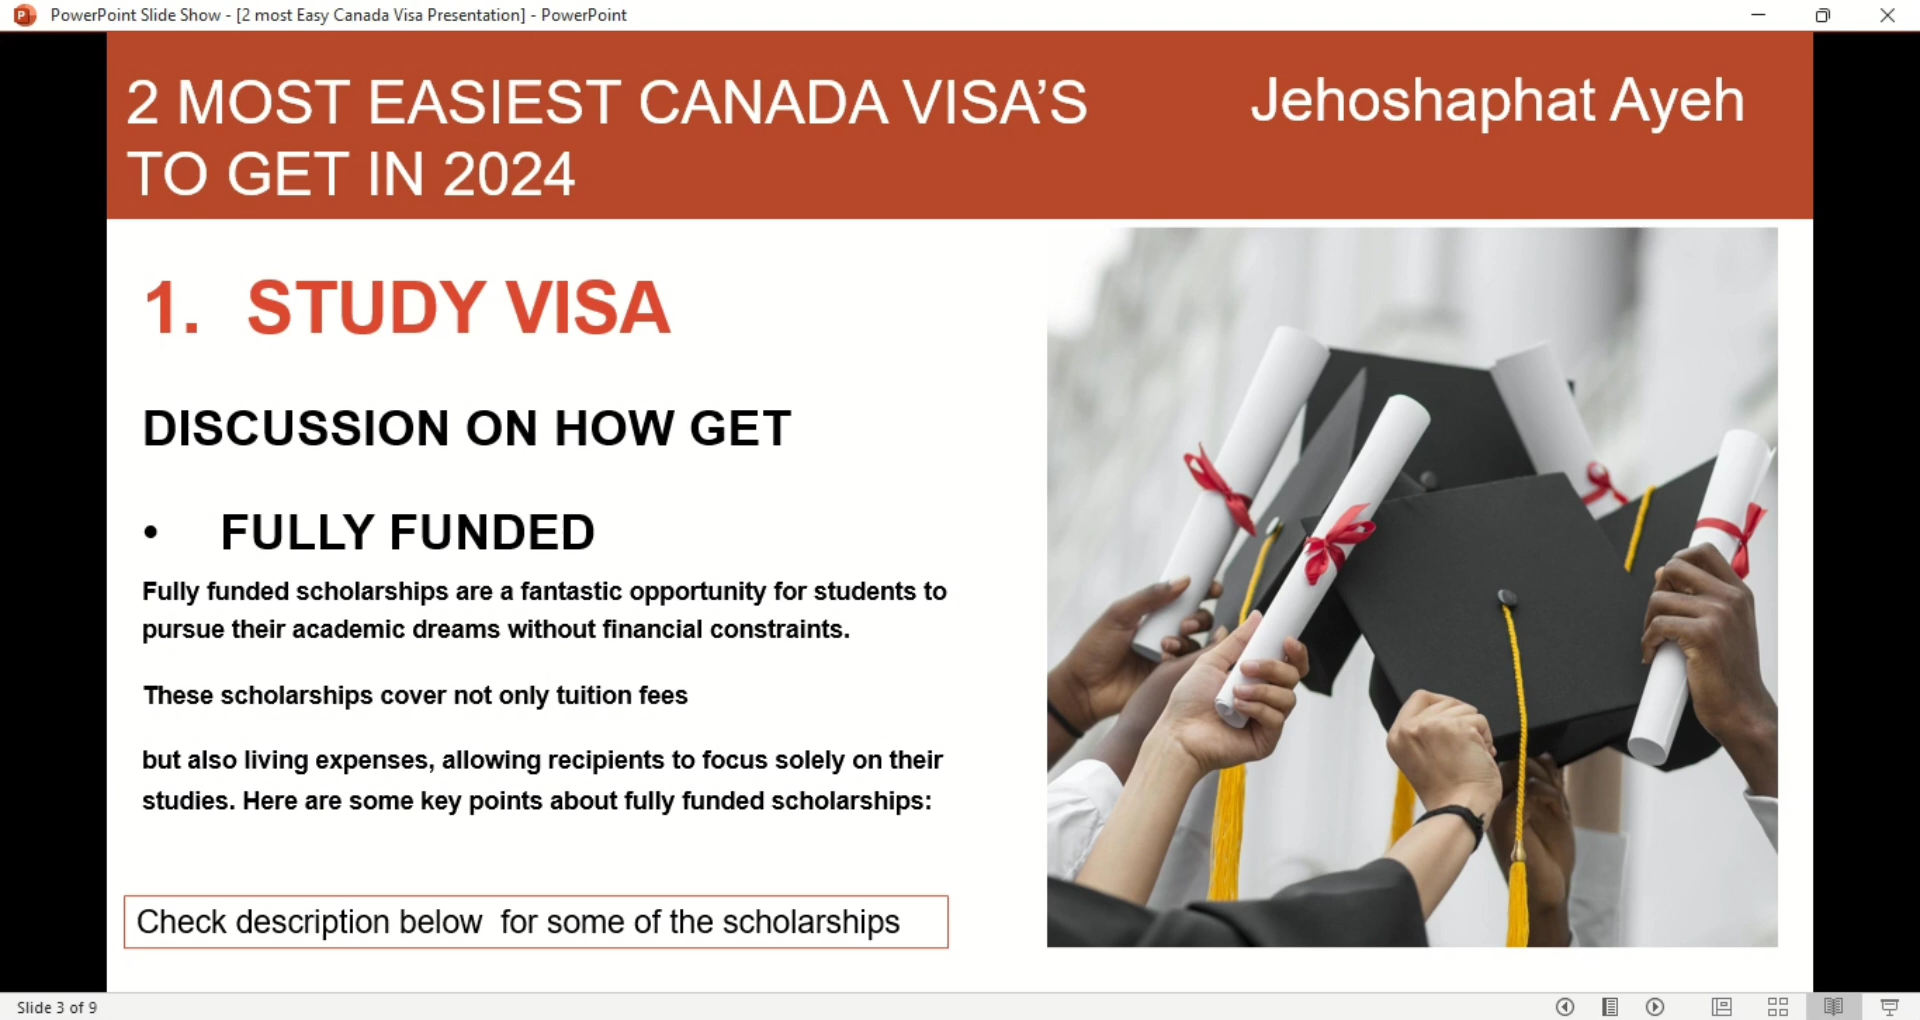 PowerPoint Slide Show - [2 most Easy Canada Visa Presentation] - PowerPoint
2 MOST EASIEST CANADA VISA’S
TO GET IN 2024
Jehoshaphat Ayeh
1. STUDY VISA
DISCUSSION ON HOW GET
• FULLY FUNDED
Fully funded scholarships are a fantastic opportunity for students to
pursue their academic dreams without financial constraints.
These scholarships cover not only tuition fees
but also living expenses, allowing recipients to focus solely on their
studies. Here are some key points about fully funded scholarships:
Check description below  for some of the scholarships
Slide 3 of 9